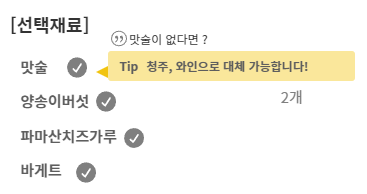 [선택재료]
맛술이 없다면 ?
맛술
Tip 청주, 와인으로 대체 가능합니다!
양송이버섯
2개
파마산치즈가루
바게트